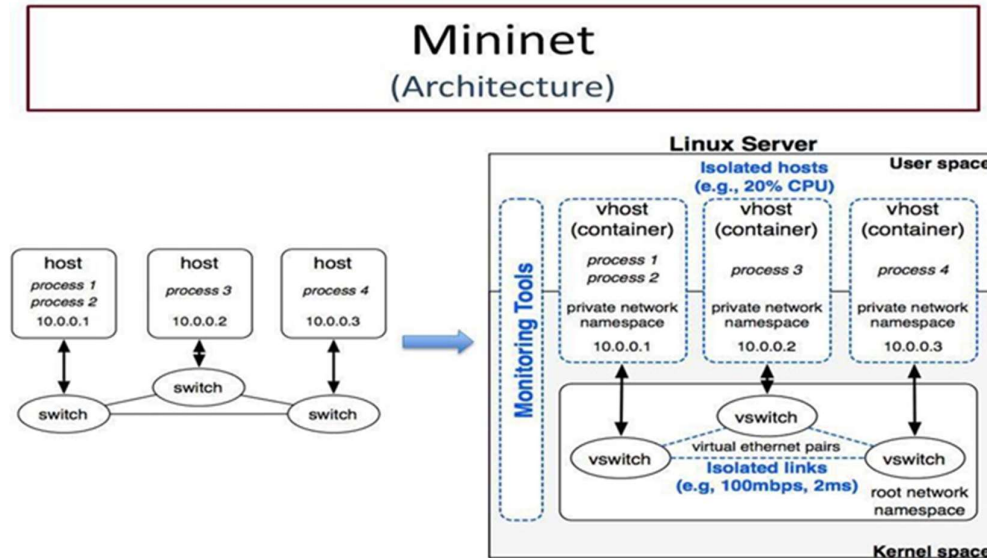 Mininet
(Architecture)
host
process 1
process 2
10.0.0.1
host
process 3
10.0.0.2
host
process 4
10.0.0.3
switch
switch
switch
Linux Server
User space
Isolated hosts
(e.g., 20% CPU)
Monitoring Tools
vhost
(container)
process 1
process 2
private network
namespace
10.0.0.1
vhost
(container)
process 3
private network
namespace
10.0.0.2
vhost
(container)
process 4
private network
namespace
10.0.0.3
vswitch
virtual ethernet pairs
vswitch
vswitch
Isolated links
(e.g, 100mbps, 2ms)
root network
namespace
Kernel space